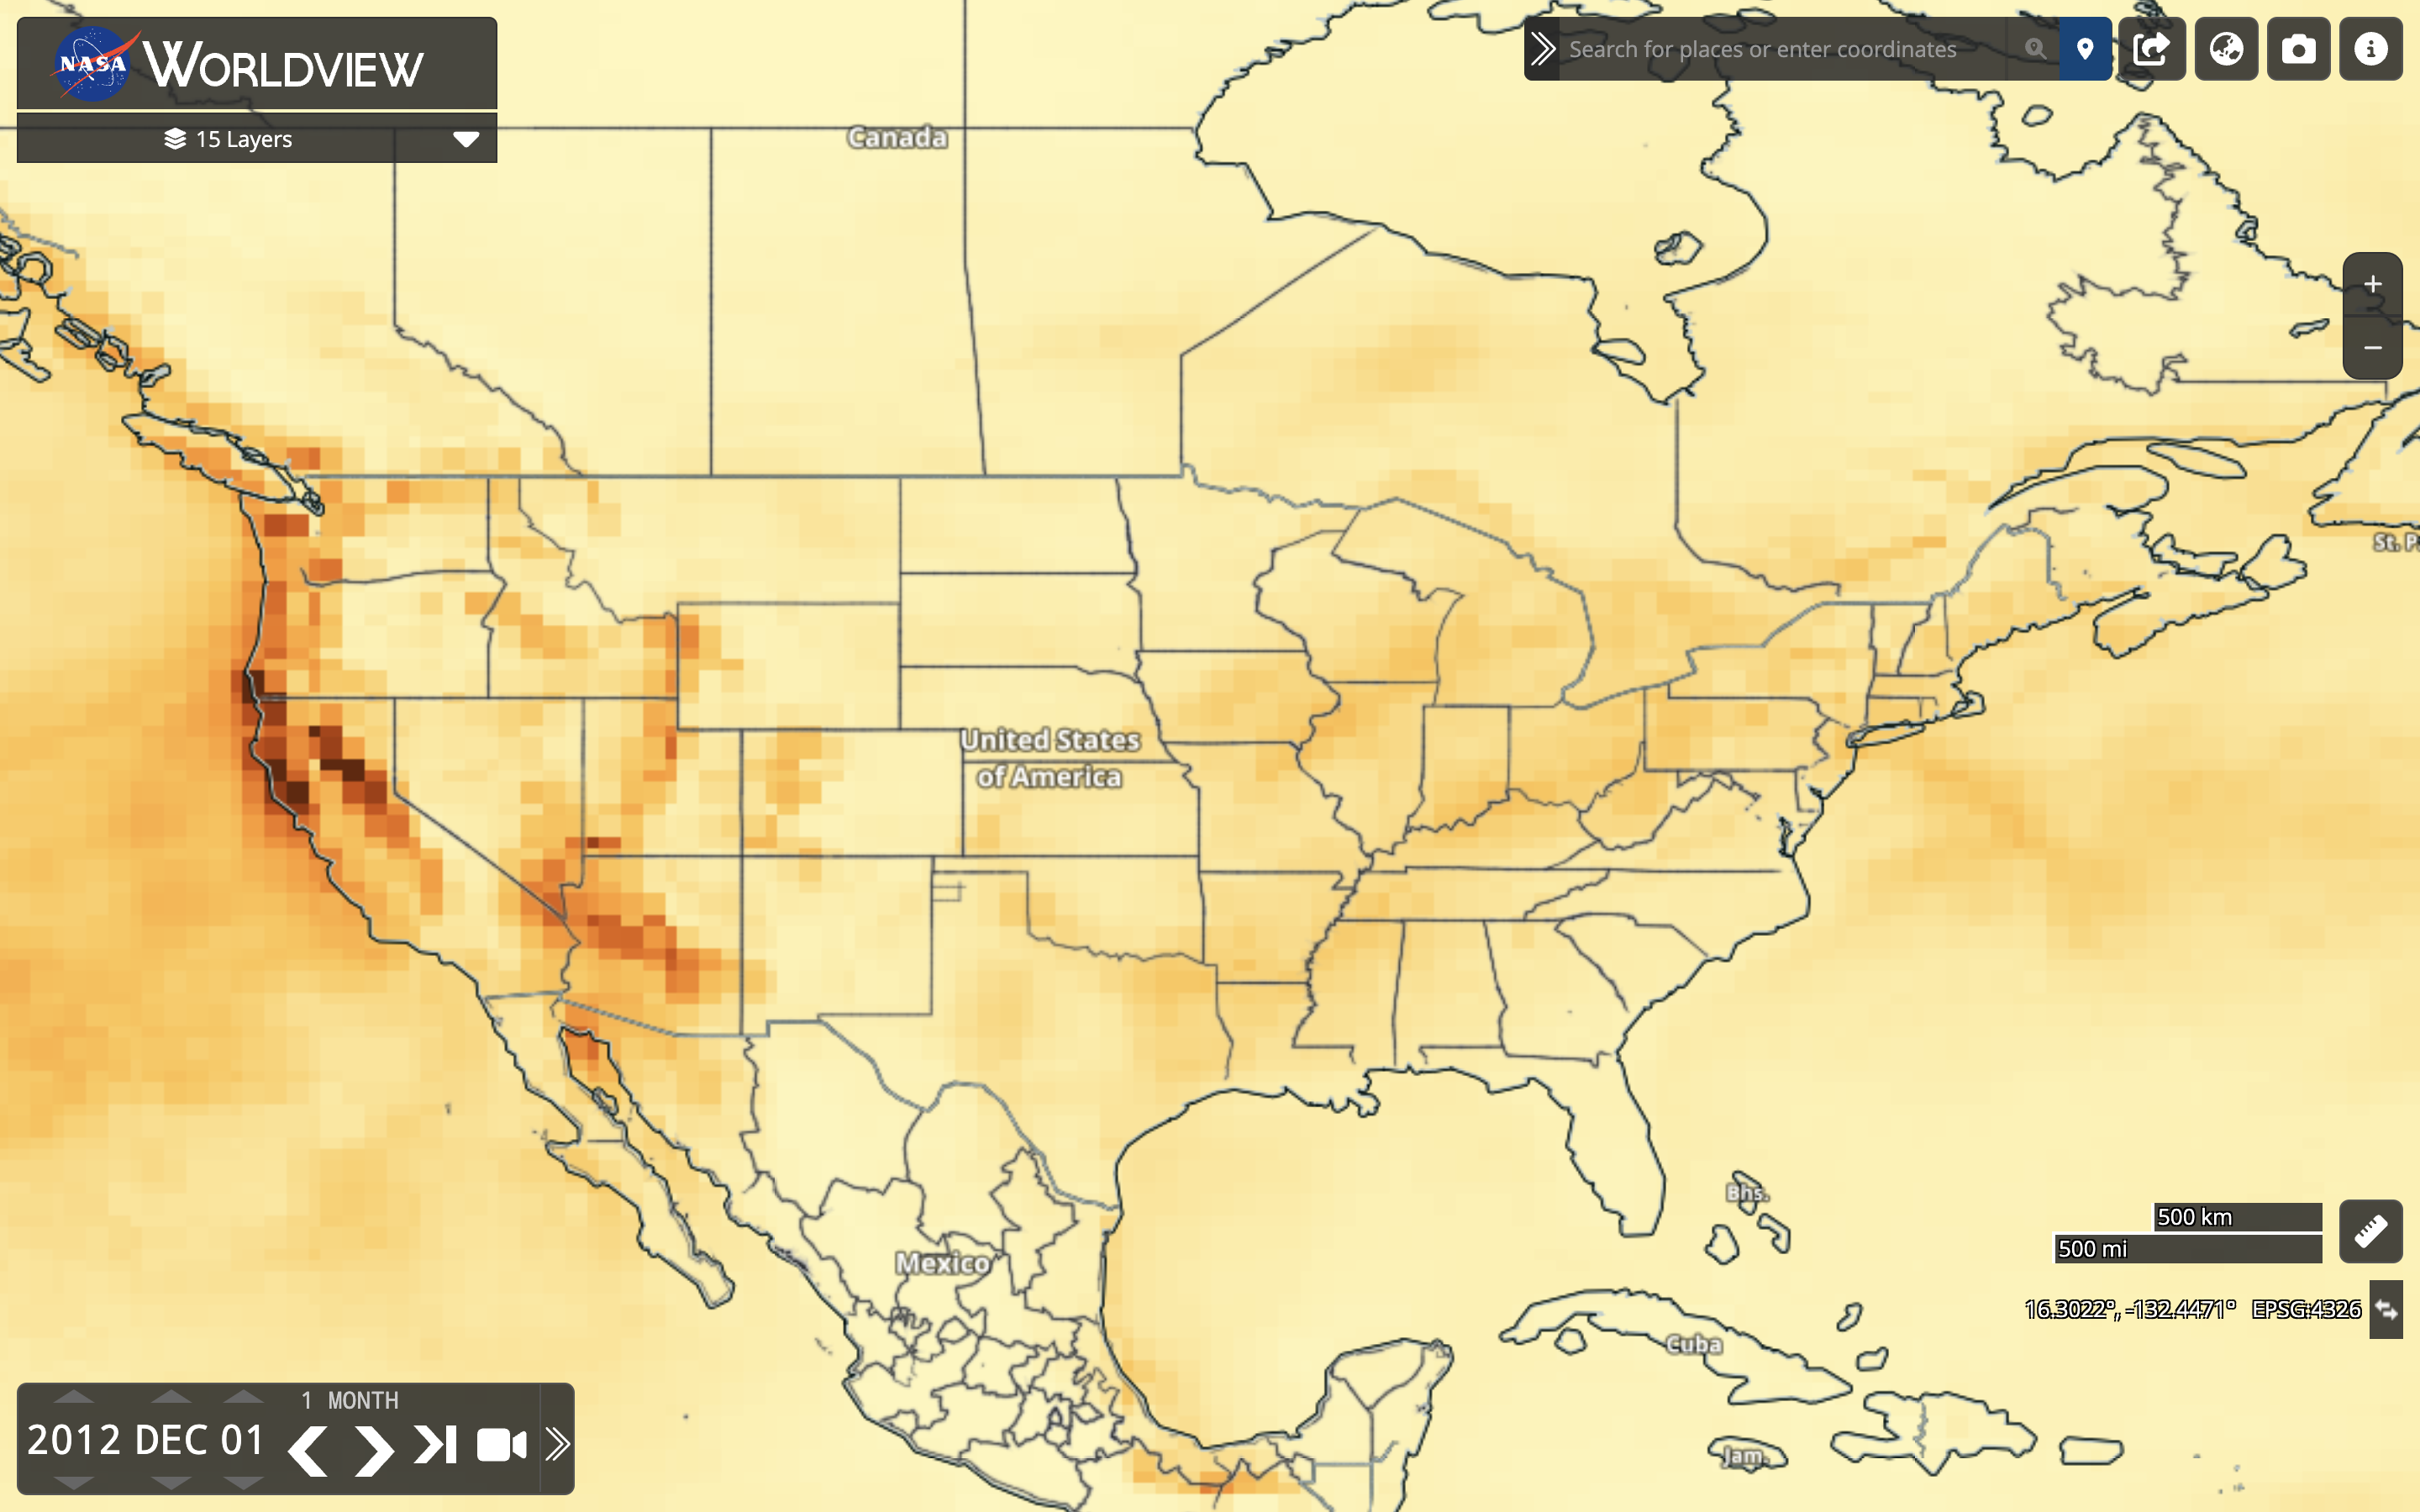 NASA WORLDVIEW
Search for places or enter coordinates
15 Layers
Canada
St. P
United States
of America
Bhs.
500 km
500 mi
Mexico
16.3022°, -132.4471° EPSG:4326
Cuba
Jam.
1 MONTH
2012 DEC 01